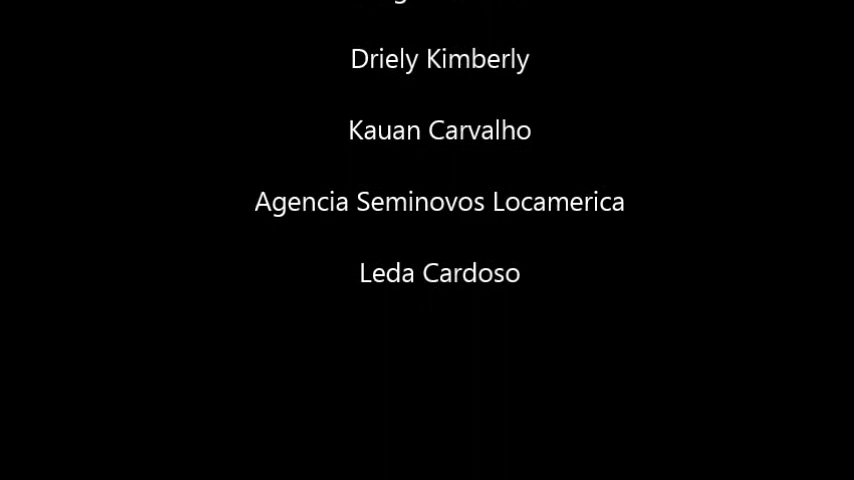 Driely Kimberly
Kauan Carvalho
Agencia Seminovos Locamerica
Leda Cardoso